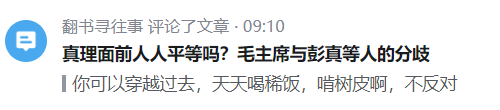 翻书寻往事 评论了文章 · 09:10
真理面前人人平等吗？毛主席与彭真等人的分歧
你可以穿越过去，天天喝稀饭，啃树皮啊，不反对